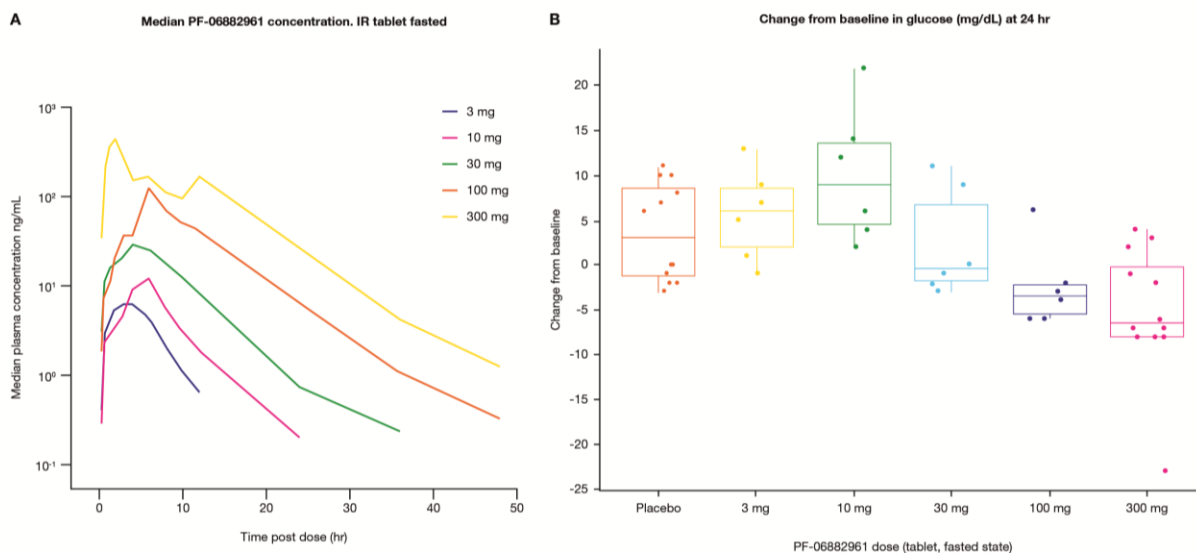 A
Median PF-06882961 concentration. IR tablet fasted
Median plasma concentration ng/mL
10³
10²
10¹
10⁰
10⁻¹
0
10
20
30
40
50
Time post dose (hr)
3 mg
10 mg
30 mg
100 mg
300 mg
B
Change from baseline in glucose (mg/dL) at 24 hr
Change from baseline
20
15
10
5
0
-5
-10
-15
-20
-25
Placebo
3 mg
10 mg
30 mg
100 mg
300 mg
PF-06882961 dose (tablet, fasted state)